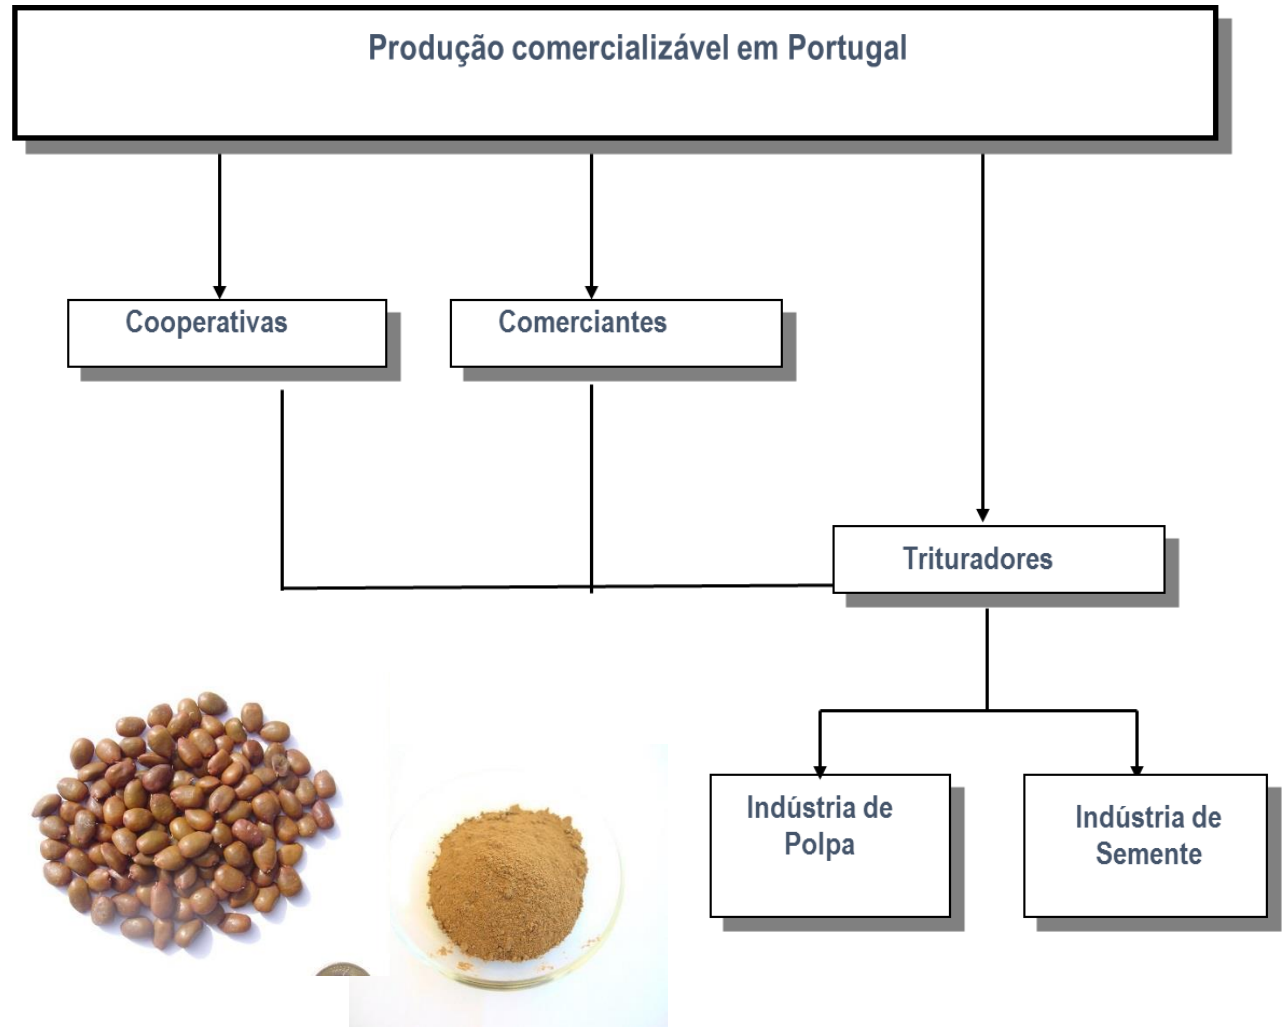 Produção comercializável em Portugal
Cooperativas
Comerciantes
Trituradores
Indústria de
Polpa
Indústria de
Semente